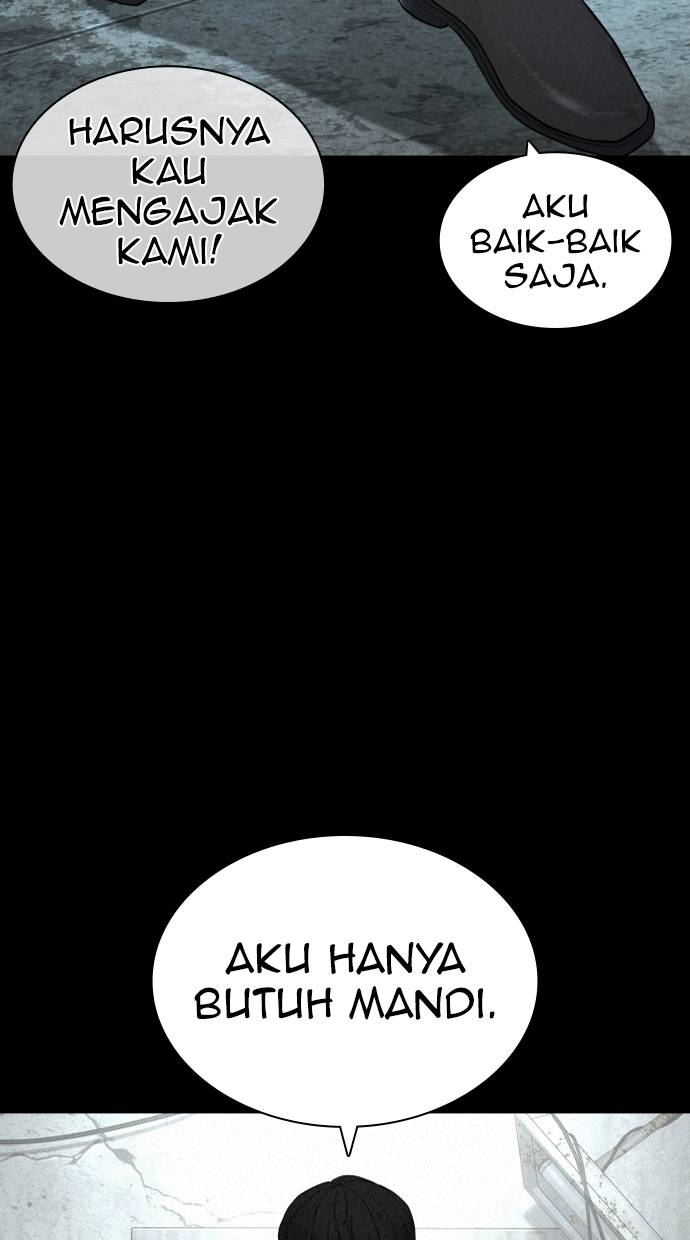 HARUSNYA
KAU
MENGAJAK
KAMI!
AKU
BAIK-BAIK
SAJA.
AKU HANYA
BUTUH MANDI.